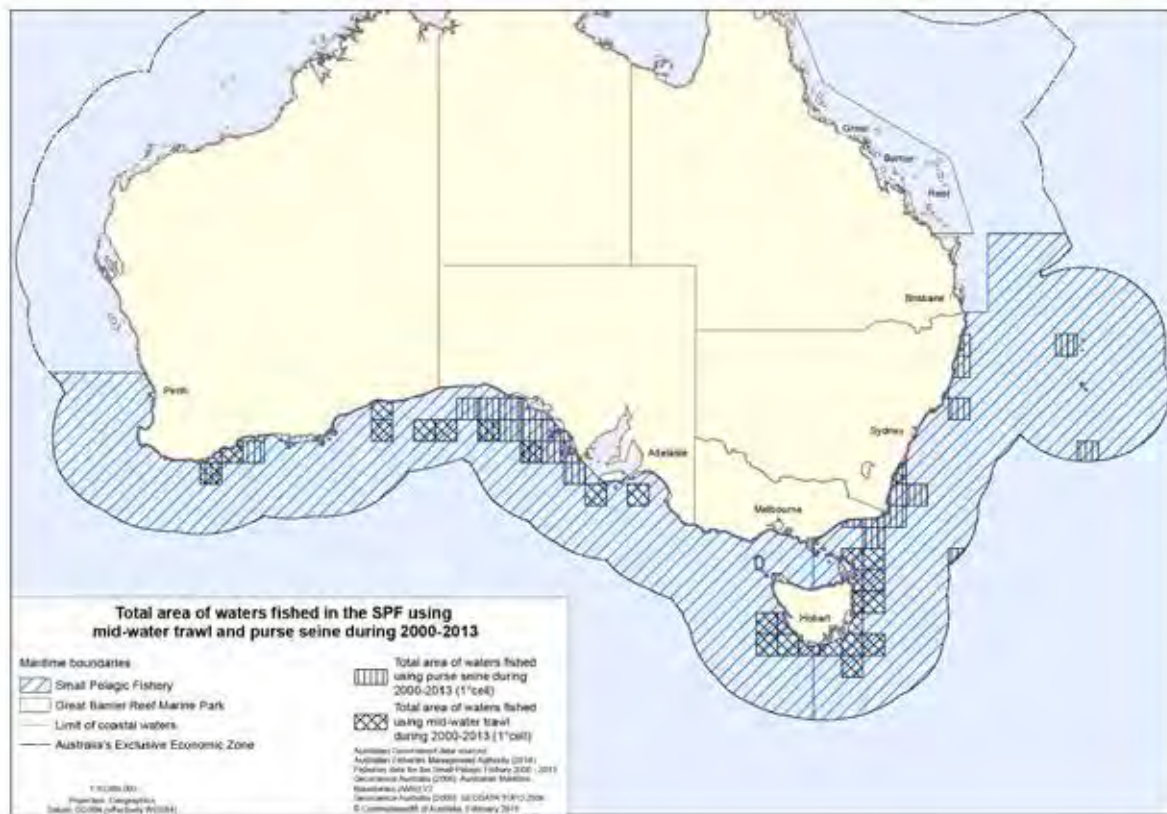 Great
Barrier
Reef
Brisbane
Perth
Sydney
Adelaide
Melbourne
Hobart
Total area of waters fished in the SPF using
mid-water trawl and purse seine during 2000-2013
Maritime boundaries
Small Pelagic Fishery
Great Barrier Reef Marine Park
Limit of coastal waters
Australia's Exclusive Economic Zone
Total area of waters fished
using purse seine during
2000-2013 (1°cell)
Total area of waters fished
using mid-water trawl
during 2000-2013 (1°cell)
Australian Government data sources:
Australian Fisheries Management Authority (2014)
Fisheries data for the Small Pelagic Fishery 2000 - 2013
Geoscience Australia (2006) Australian Maritime
Boundaries
Geoscience Australia
© Commonwealth of Australia, February 2014
Projection: Geographics